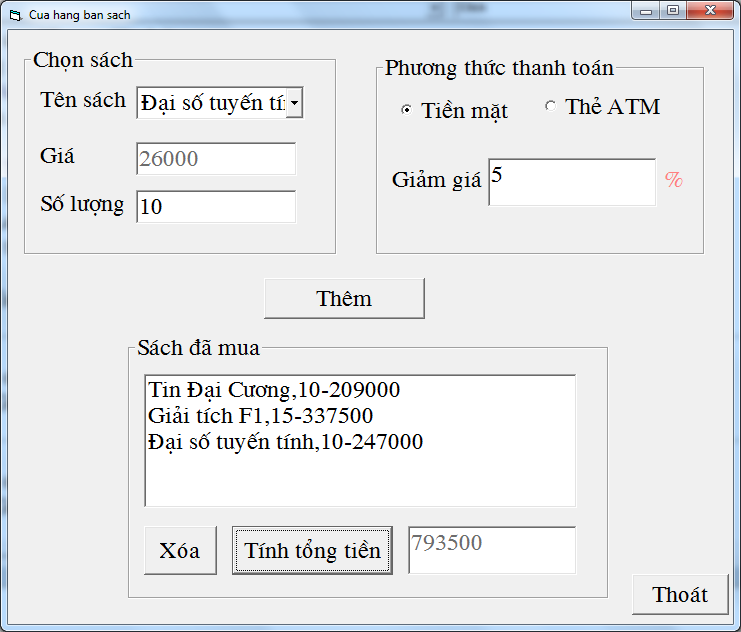 Cua hang ban sach
Chọn sách
Tên sách Đại số tuyến tí
Giá 26000
Số lượng 10
Phương thức thanh toán
Tiền mặt Thẻ ATM
Giảm giá 5 %
Thêm
Sách đã mua
Tin Đại Cương,10-209000
Giải tích F1,15-337500
Đại số tuyến tính,10-247000
Xóa Tính tổng tiền 793500
Thoát